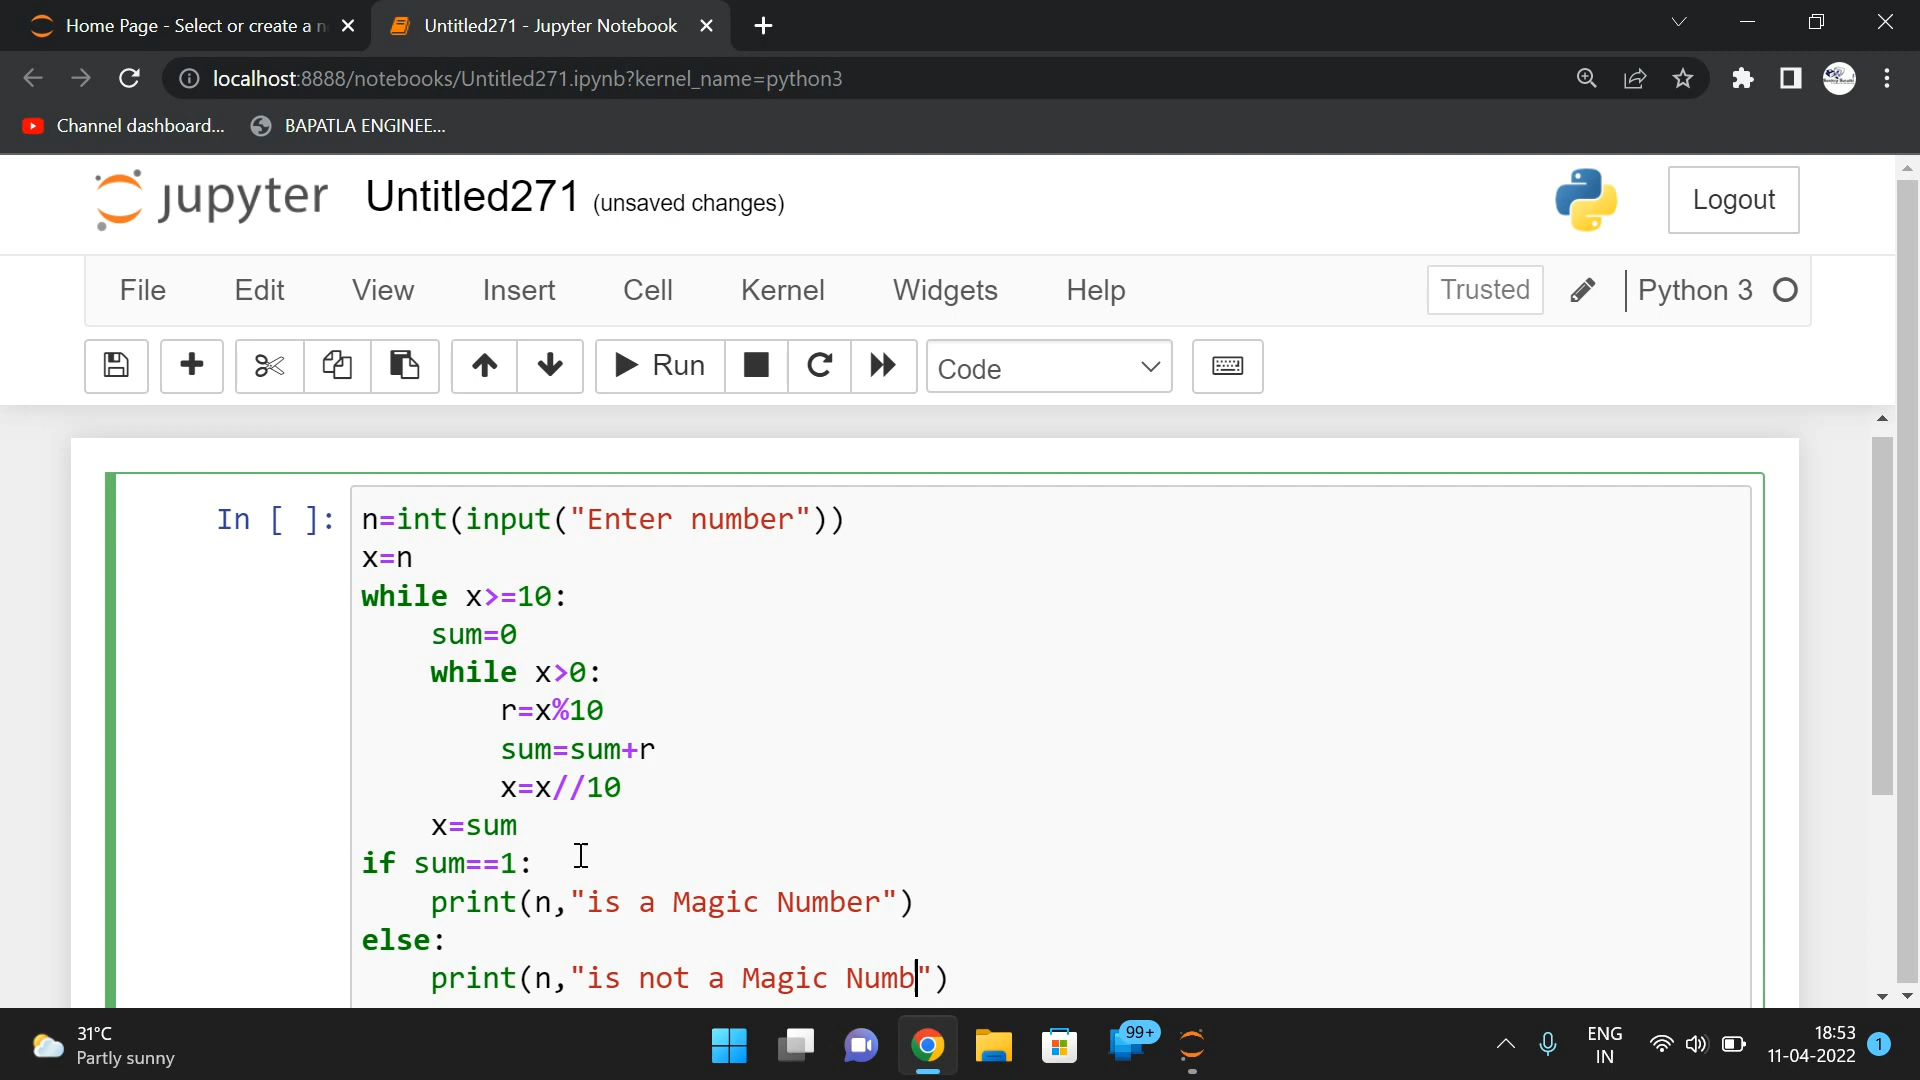 Home Page - Select or create a n
Untitled271 - Jupyter Notebook
localhost:8888/notebooks/Untitled271.ipynb?kernel_name=python3
Channel dashboard...
BAPATLA ENGINEE...
jupyter
Untitled271 (unsaved changes)
Logout
File Edit View Insert Cell Kernel Widgets Help
Trusted
Python 3
Run
Code
In [ ]:
n=int(input("Enter number"))
x=n
while x>=10:
    sum=0
    while x>0:
        r=x%10
        sum=sum+r
        x=x//10
    x=sum
if sum==1:
    print(n,"is a Magic Number")
else:
    print(n,"is not a Magic Numb")
31°C
Partly sunny
99+
ENG
IN
18:53
11-04-2022
1